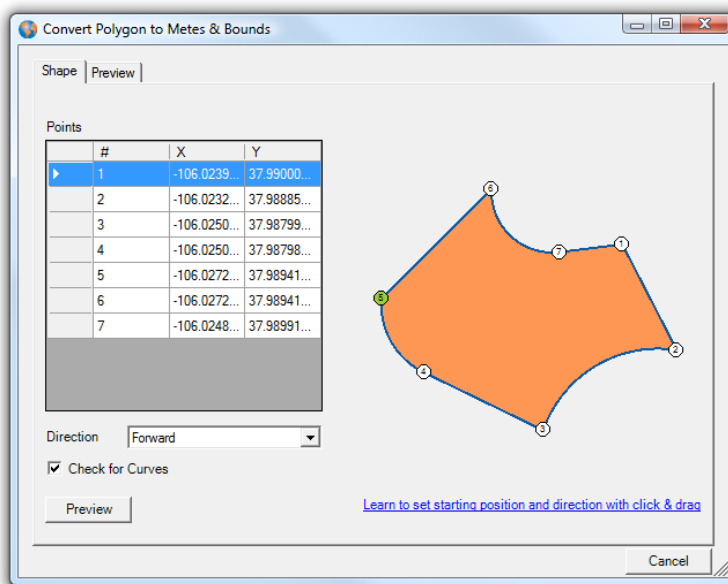 Convert Polygon to Metes & Bounds
Shape Preview
Points
# X Y
1 -106.0239... 37.99000...
2 -106.0232... 37.98885...
3 -106.0250... 37.98799...
4 -106.0250... 37.98798...
5 -106.0272... 37.98941...
6 -106.0272... 37.98941...
7 -106.0248... 37.98991...
6
7
1
5
2
4
3
Direction Forward
Check for Curves
Preview
Learn to set starting position and direction with click & drag
Cancel